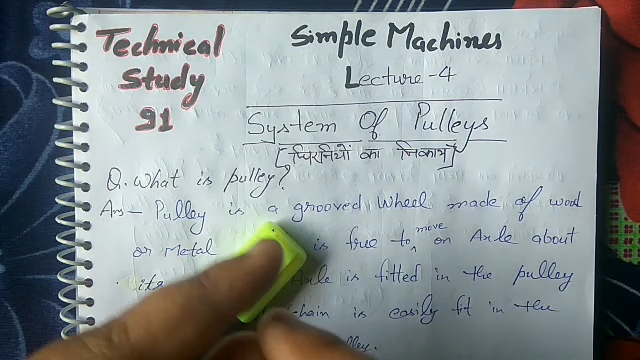 Technical
Study
91
Simple Machines
Lecture-4
System Of Pulleys
[घिरनियों का निकाय]
Q. What is pulley?
Ans- Pulley is a grooved wheel made of wood
or Metal is free to move on Axle about
its Axle is fitted in the pulley
chain is easily fit in the